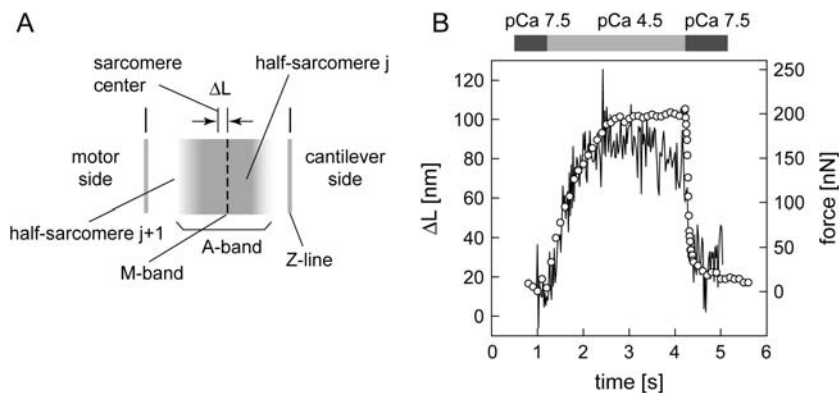 A
sarcomere
center
ΔL
half-sarcomere j
motor
side
cantilever
side
half-sarcomere j+1
A-band
M-band
Z-line
B
pCa 7.5 pCa 4.5 pCa 7.5
120
100
80
60
40
20
0
ΔL [nm]
250
200
150
100
50
0
force [nN]
0 1 2 3 4 5 6
time [s]